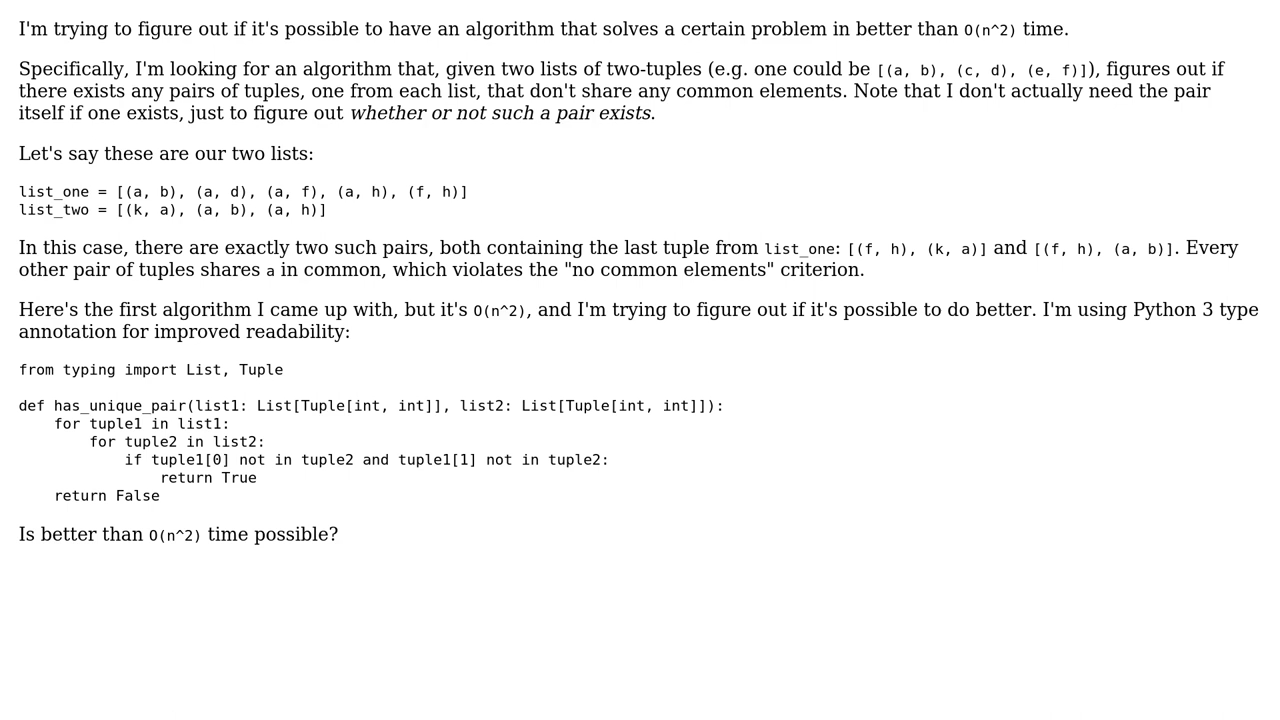 I'm trying to figure out if it's possible to have an algorithm that solves a certain problem in better than O(n^2) time.
Specifically, I'm looking for an algorithm that, given two lists of two-tuples (e.g. one could be [(a, b), (c, d), (e, f)]), figures out if
there exists any pairs of tuples, one from each list, that don't share any common elements. Note that I don't actually need the pair
itself if one exists, just to figure out whether or not such a pair exists.
Let's say these are our two lists:
list_one = [(a, b), (a, d), (a, f), (a, h), (f, h)]
list_two = [(k, a), (a, b), (a, h)]
In this case, there are exactly two such pairs, both containing the last tuple from list_one: [(f, h), (k, a)] and [(f, h), (a, b)]. Every
other pair of tuples shares a in common, which violates the "no common elements" criterion.
Here's the first algorithm I came up with, but it's O(n^2), and I'm trying to figure out if it's possible to do better. I'm using Python 3 type
annotation for improved readability:
from typing import List, Tuple
def has_unique_pair(list1: List[Tuple[int, int]], list2: List[Tuple[int, int]]):
    for tuple1 in list1:
        for tuple2 in list2:
            if tuple1[0] not in tuple2 and tuple1[1] not in tuple2:
                return True
    return False
Is better than O(n^2) time possible?